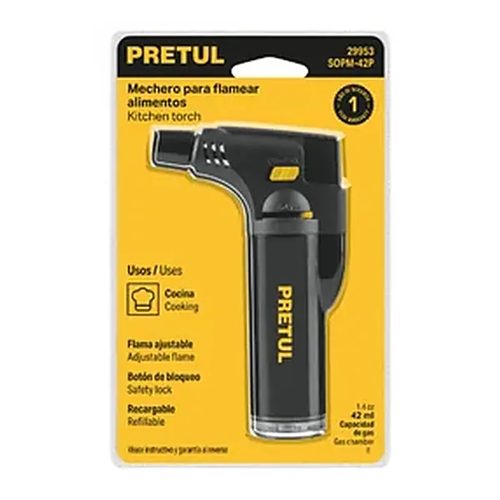 PRETUL
29953
SOPM-42P
Mechero para flamear
alimentos
Kitchen torch
1
Usos / Uses
Cocina
Cooking
Flama ajustable
Adjustable flame
Botón de bloqueo
Safety lock
Recargable
Refillable
PRETUL
1.4 oz
42 ml
Capacidad
de gas
Gas chamber
instructivo y garantía al reverso